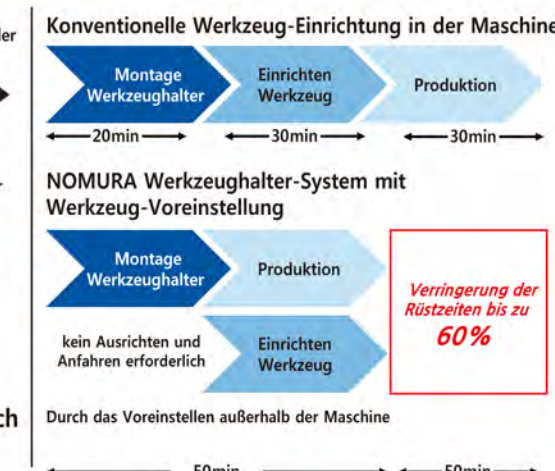 der
Konventionelle Werkzeug-Einrichtung in der Maschine
Montage
Werkzeughalter
Einrichten
Werkzeug
Produktion
20min
30min
30min
NOMURA Werkzeughalter-System mit
Werkzeug-Voreinstellung
Montage
Werkzeughalter
Produktion
Verringerung der
Rüstzeiten bis zu
60%
kein Ausrichten und
Anfahren erforderlich
Einrichten
Werkzeug
ch
Durch das Voreinstellen außerhalb der Maschine
50min
50min